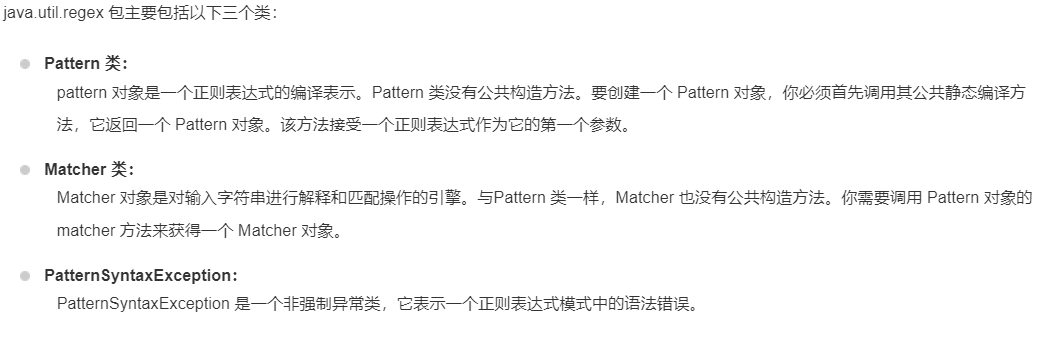 java.util.regex 包主要包括以下三个类：
Pattern 类：
pattern 对象是一个正则表达式的编译表示。Pattern 类没有公共构造方法。要创建一个 Pattern 对象，你必须首先调用其公共静态编译方
法，它返回一个 Pattern 对象。该方法接受一个正则表达式作为它的第一个参数。
Matcher 类：
Matcher 对象是对输入字符串进行解释和匹配操作的引擎。与Pattern 类一样，Matcher 也没有公共构造方法。你需要调用 Pattern 对象的
matcher 方法来获得一个 Matcher 对象。
PatternSyntaxException：
PatternSyntaxException 是一个非强制异常类，它表示一个正则表达式模式中的语法错误。